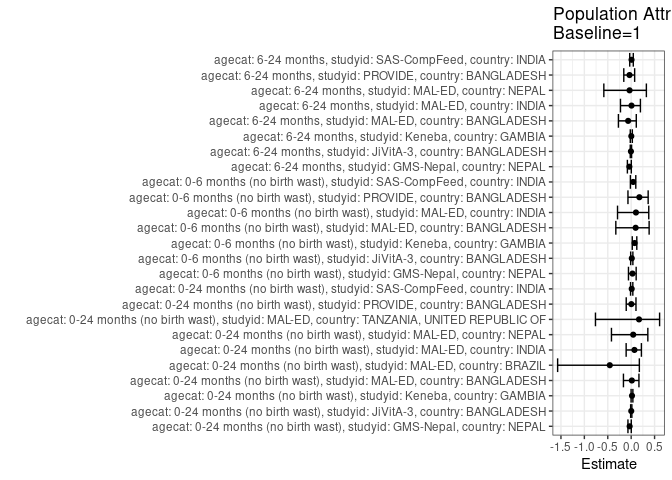 Population Attr
Baseline=1
agecat: 6-24 months, studyid: SAS-CompFeed, country: INDIA
agecat: 6-24 months, studyid: PROVIDE, country: BANGLADESH
agecat: 6-24 months, studyid: MAL-ED, country: NEPAL
agecat: 6-24 months, studyid: MAL-ED, country: INDIA
agecat: 6-24 months, studyid: MAL-ED, country: BANGLADESH
agecat: 6-24 months, studyid: Keneba, country: GAMBIA
agecat: 6-24 months, studyid: JiVitA-3, country: BANGLADESH
agecat: 6-24 months, studyid: GMS-Nepal, country: NEPAL
agecat: 0-6 months (no birth wast), studyid: SAS-CompFeed, country: INDIA
agecat: 0-6 months (no birth wast), studyid: PROVIDE, country: BANGLADESH
agecat: 0-6 months (no birth wast), studyid: MAL-ED, country: INDIA
agecat: 0-6 months (no birth wast), studyid: MAL-ED, country: BANGLADESH
agecat: 0-6 months (no birth wast), studyid: Keneba, country: GAMBIA
agecat: 0-6 months (no birth wast), studyid: JiVitA-3, country: BANGLADESH
agecat: 0-6 months (no birth wast), studyid: GMS-Nepal, country: NEPAL
agecat: 0-24 months (no birth wast), studyid: SAS-CompFeed, country: INDIA
agecat: 0-24 months (no birth wast), studyid: PROVIDE, country: BANGLADESH
agecat: 0-24 months (no birth wast), studyid: MAL-ED, country: TANZANIA, UNITED REPUBLIC OF
agecat: 0-24 months (no birth wast), studyid: MAL-ED, country: NEPAL
agecat: 0-24 months (no birth wast), studyid: MAL-ED, country: INDIA
agecat: 0-24 months (no birth wast), studyid: MAL-ED, country: BRAZIL
agecat: 0-24 months (no birth wast), studyid: MAL-ED, country: BANGLADESH
agecat: 0-24 months (no birth wast), studyid: Keneba, country: GAMBIA
agecat: 0-24 months (no birth wast), studyid: JiVitA-3, country: BANGLADESH
agecat: 0-24 months (no birth wast), studyid: GMS-Nepal, country: NEPAL
-1.5 -1.0 -0.5 0.0 0.5
Estimate